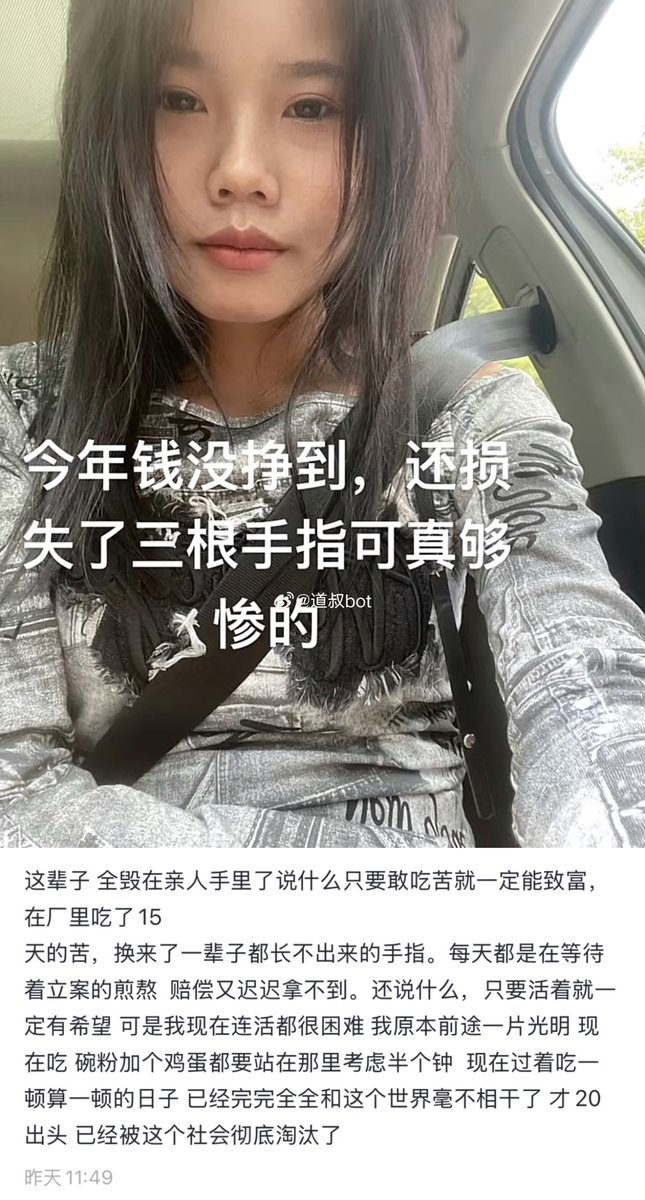 今年钱没挣到，还损
失了三根手指可真够
惨的
@道叔bot
这辈子 全毁在亲人手里了说什么只要敢吃苦就一定能致富，
在厂里吃了15
天的苦，换来了一辈子都长不出来的手指。每天都是在等待
着立案的煎熬 赔偿又迟迟拿不到。还说什么，只要活着就一
定有希望 可是我现在连活都很困难 我原本前途一片光明 现
在吃 碗粉加个鸡蛋都要站在那里考虑半个钟 现在过着吃一
顿算一顿的日子 已经完完全全和这个世界毫不相干了 才20
出头 已经被这个社会彻底淘汰了
昨天11:49